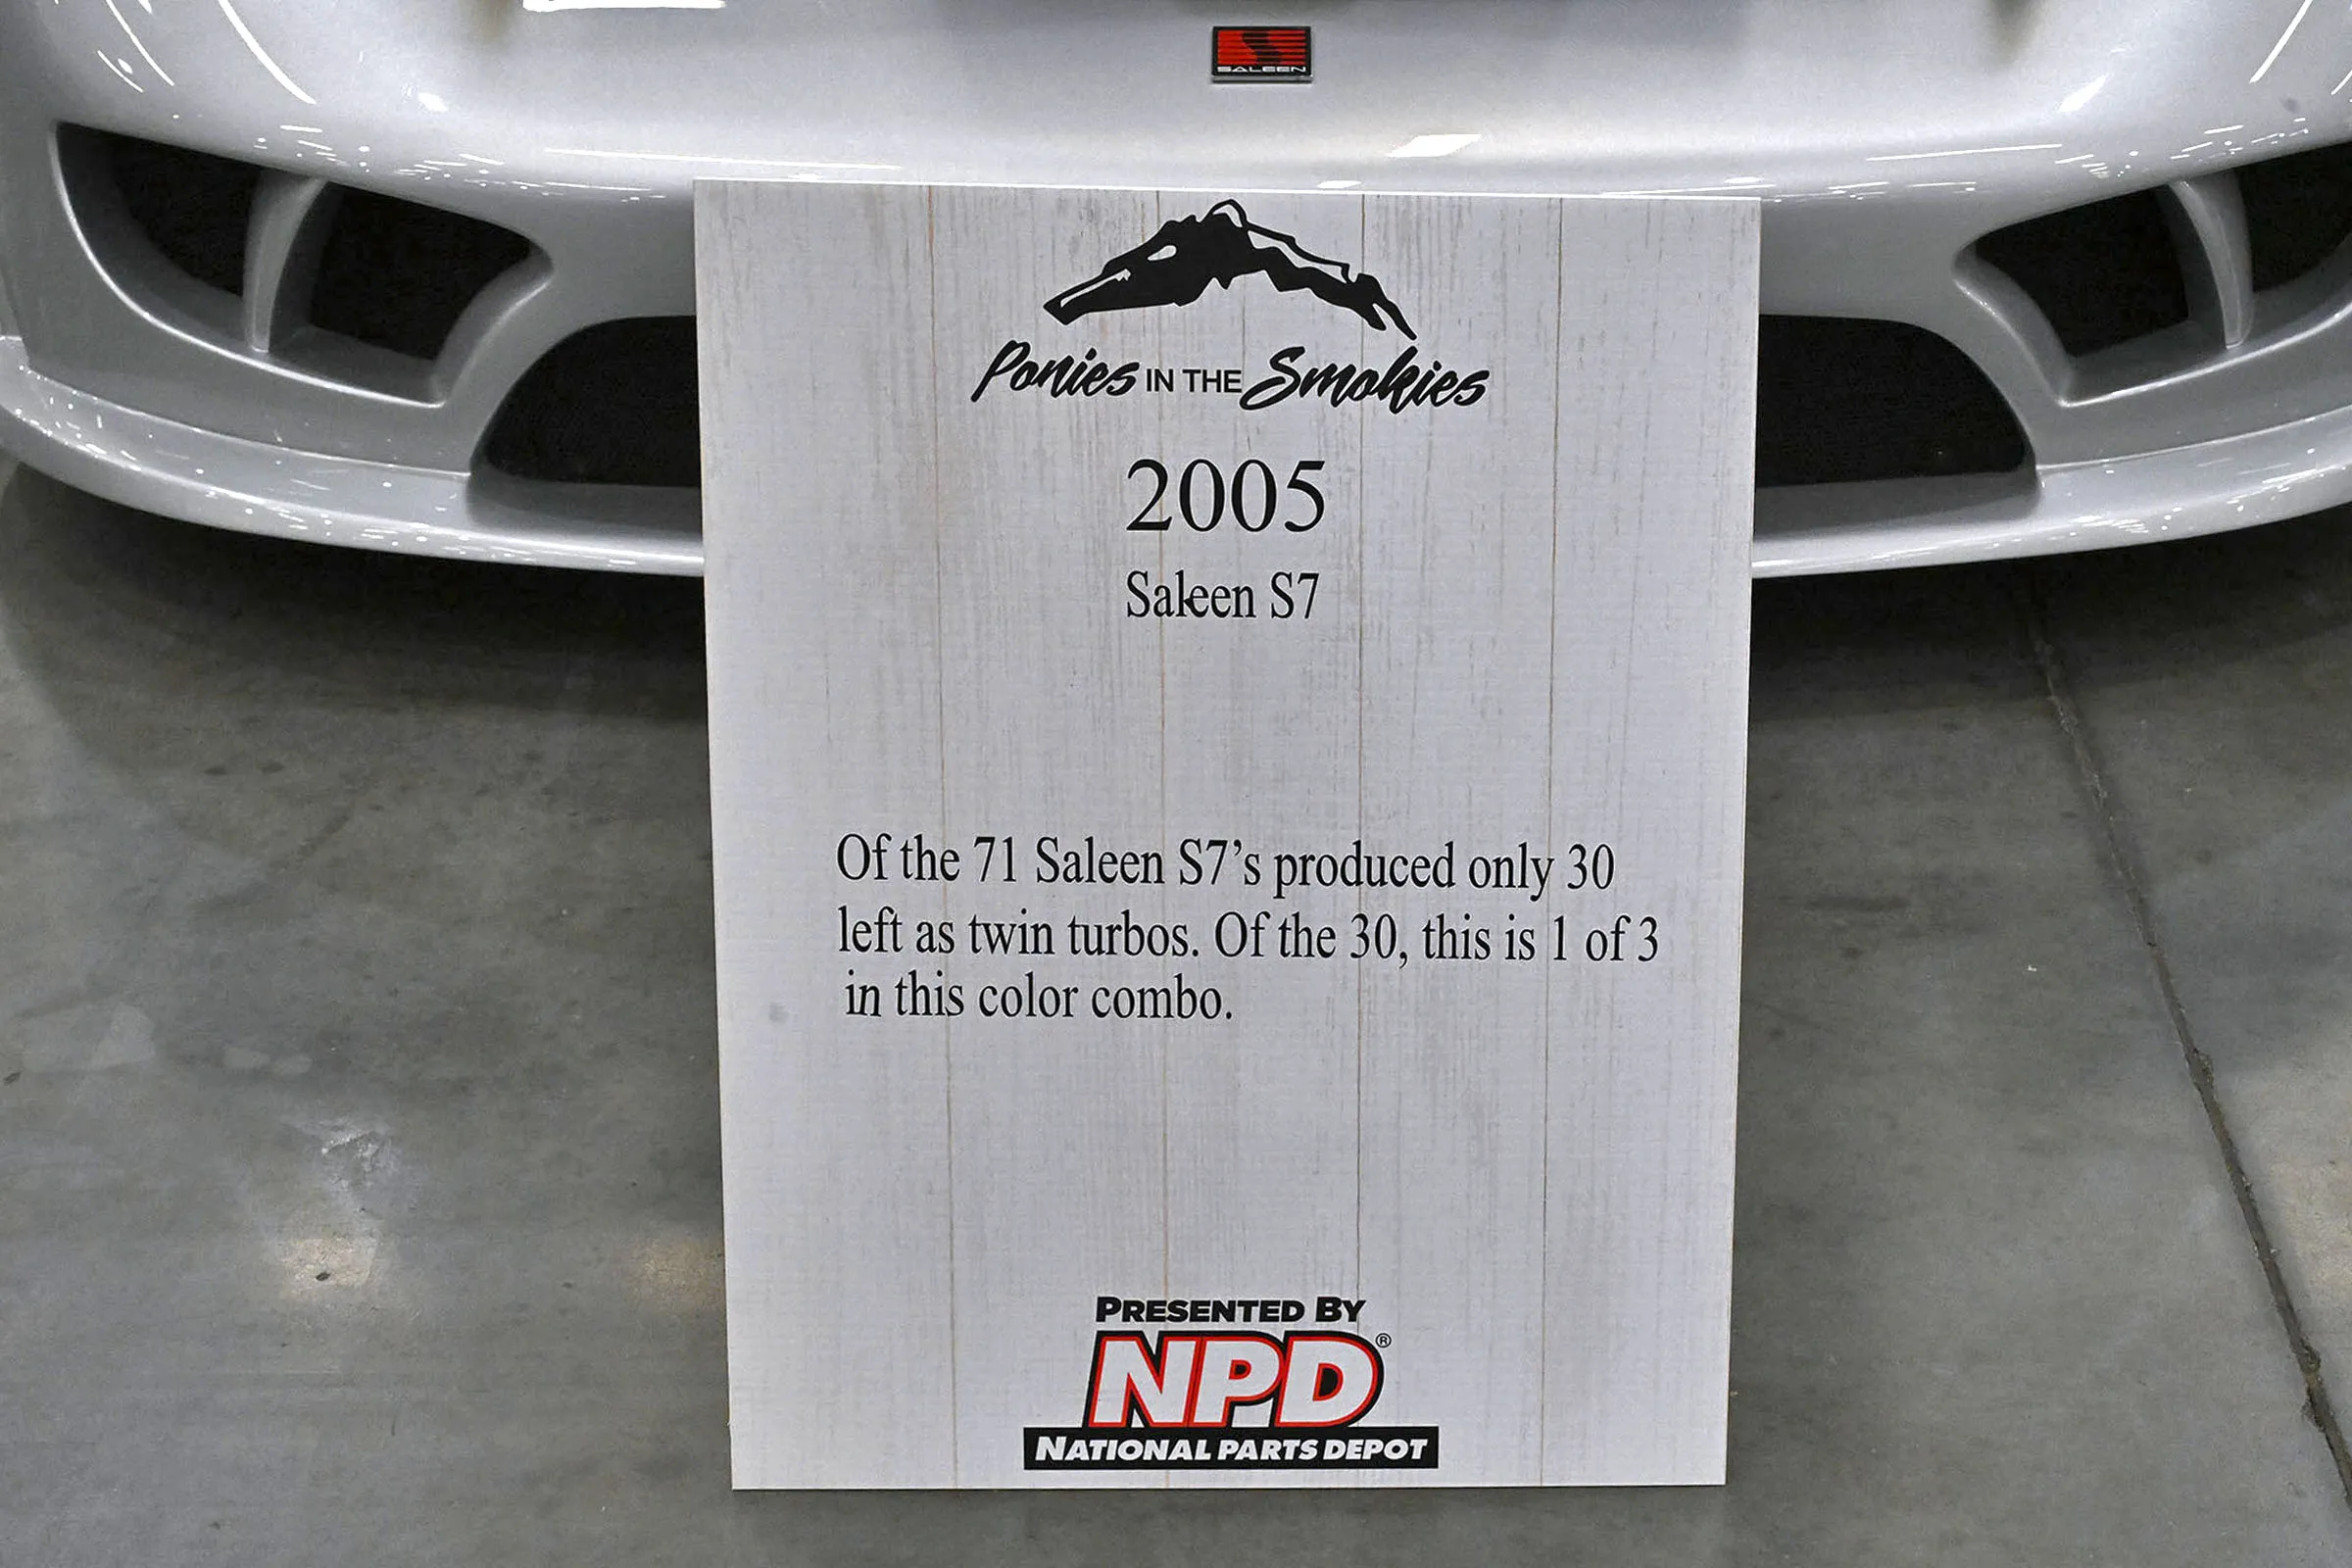 SALEEN
Ponies IN THE Smokies
2005
Saleen S7
Of the 71 Saleen S7’s produced only 30
left as twin turbos. Of the 30, this is 1 of 3
in this color combo.
PRESENTED BY
NPD®
NATIONAL PARTS DEPOT